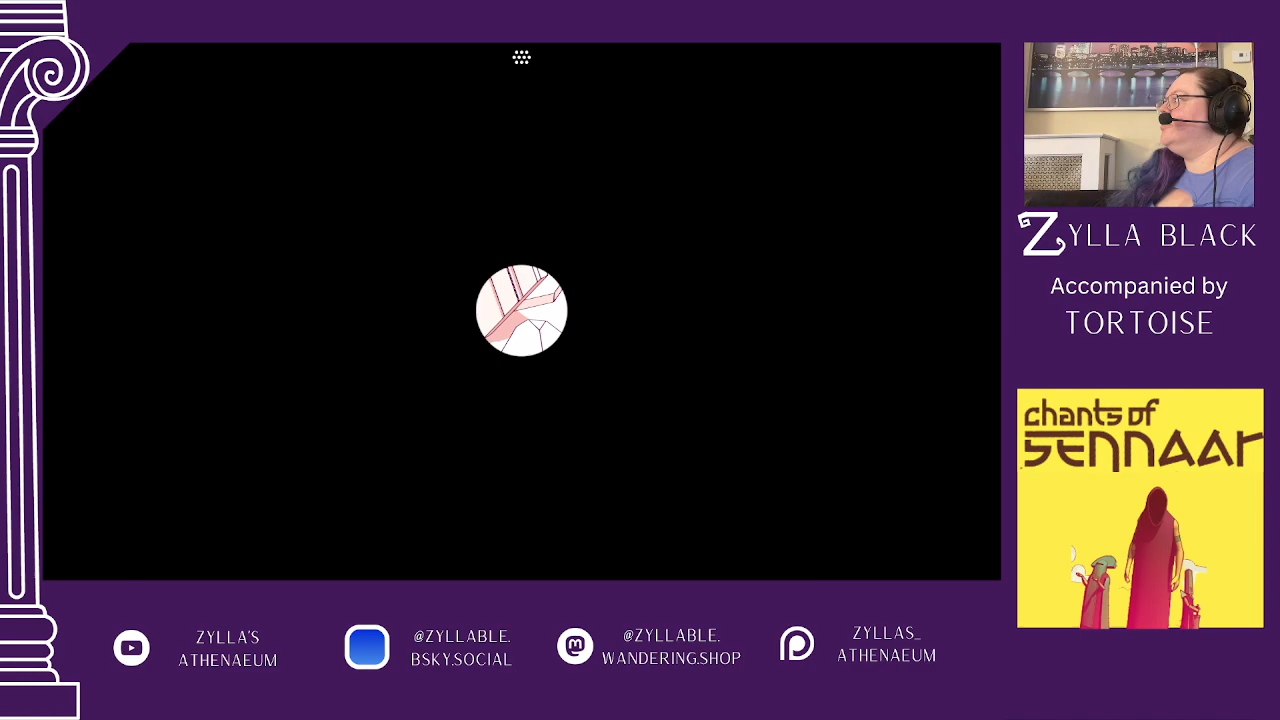 ZYLLA BLACK
Accompanied by
TORTOISE
chants of
SENNAAR
ZYLLA'S
ATHENAEUM
@ZYLLABLE.
BSKY.SOCIAL
@ZYLLABLE.
WANDERING.SHOP
ZYLLAS_
ATHENAEUM